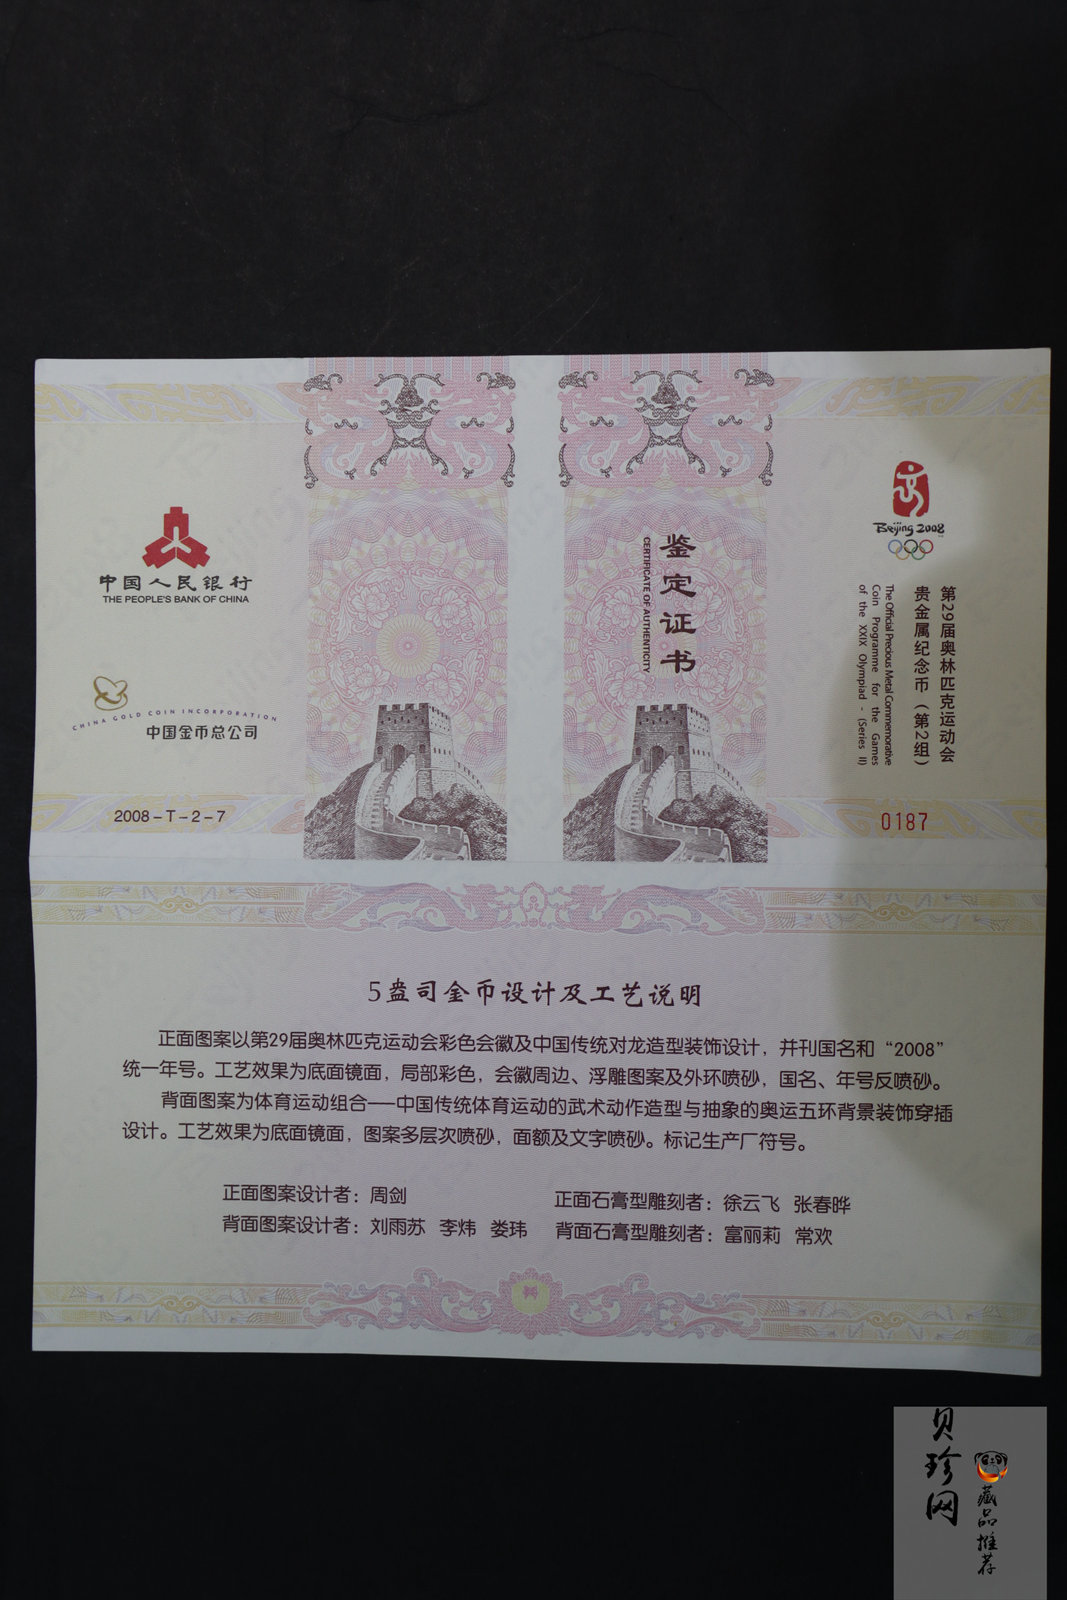 中国人民银行
THE PEOPLE'S BANK OF CHINA
CHINA GOLD COIN INCORPORATION
中国金币总公司
2008-T-2-7
鉴定证书
CERTIFICATE OF AUTHENTICITY
Beijing 2008
第29届奥林匹克运动会
贵金属纪念币（第2组）
The Official Precious Metal Commemorative
Coin Programme for the Games
of the XXIX Olympiad - (Series II)
0187
5盎司金币设计及工艺说明
正面图案以第29届奥林匹克运动会彩色会徽及中国传统对龙造型装饰设计，并刊国名和“2008”
统一年号。工艺效果为底面镜面，局部彩色，会徽周边、浮雕图案及外环喷砂，国名、年号反喷砂。
背面图案为体育运动组合——中国传统体育运动的武术动作造型与抽象的奥运五环背景装饰穿插
设计。工艺效果为底面镜面，图案多层次喷砂，面额及文字喷砂。标记生产厂符号。
正面图案设计者：周剑
正面石膏型雕刻者：徐云飞 张春晔
背面图案设计者：刘雨苏 李炜 娄玮
背面石膏型雕刻者：富丽莉 常欢
贝珍网
藏品推荐